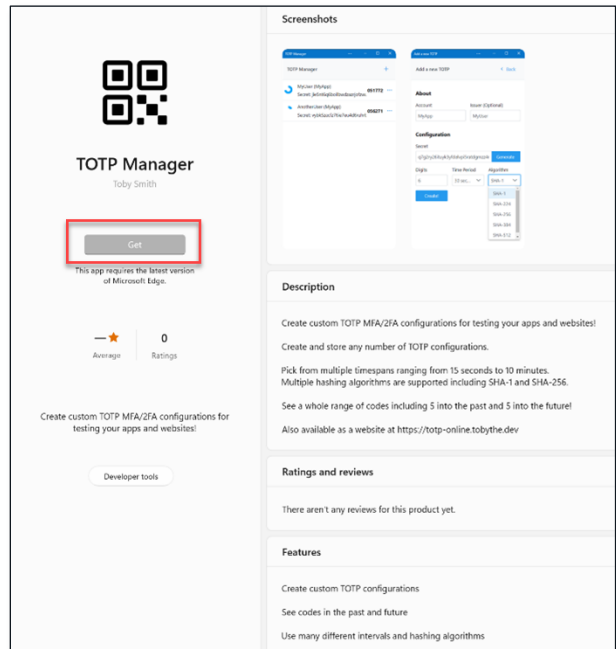 TOTP Manager
Toby Smith
Get
This app requires the latest version
of Microsoft Edge.
—
Average
0
Ratings
Create custom TOTP MFA/2FA configurations for
testing your apps and websites!
Developer tools
Screenshots
TOTP Manager
TOTP Manager
+
MyUser (MyApp)
051772
AnotherUser (MyApp)
Add a new TOTP
Add a new TOTP
< Back
About
Account
Issuer (Optional)
MyApp
MyUser
Configuration
Secret
Generate
Digits
Time Period
Algorithm
6
SHA-1
Create
SHA-1
SHA-224
SHA-256
SHA-384
SHA-512
Description
Create custom TOTP MFA/2FA configurations for testing your apps and websites!
Create and store any number of TOTP configurations.
Pick from multiple timespans ranging from 15 seconds to 10 minutes.
Multiple hashing algorithms are supported including SHA-1 and SHA-256.
See a whole range of codes including 5 into the past and 5 into the future!
Also available as a website at https://totp-online.tobythe.dev
Ratings and reviews
There aren't any reviews for this product yet.
Features
Create custom TOTP configurations
See codes in the past and future
Use many different intervals and hashing algorithms